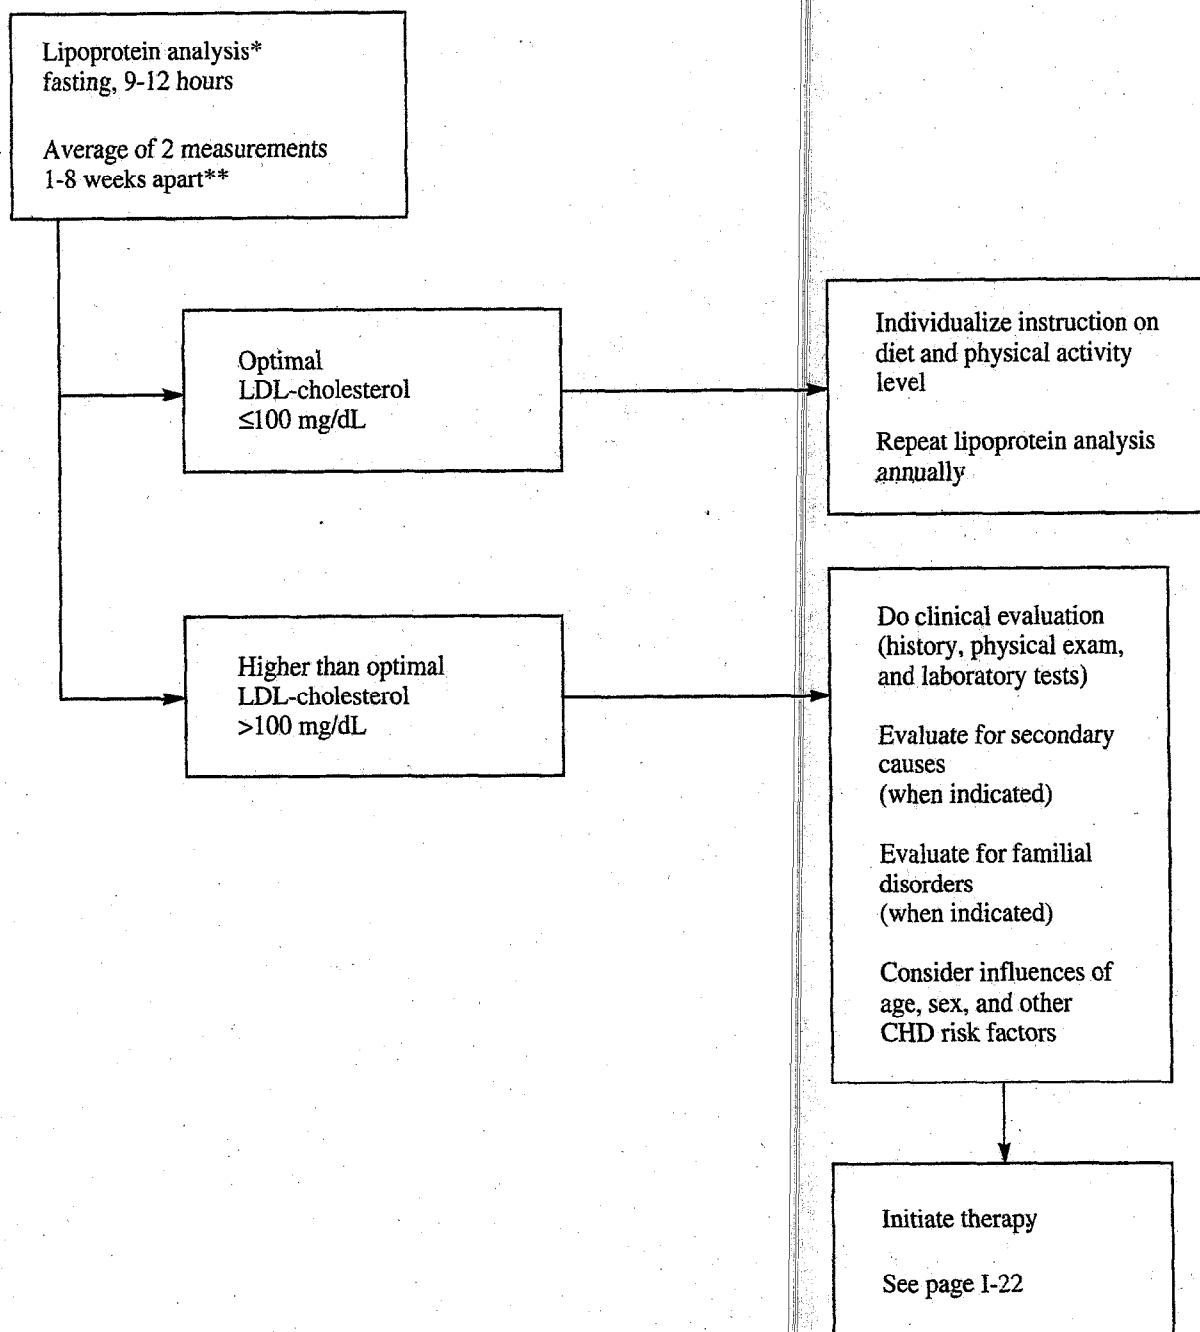 Lipoprotein analysis*
fasting, 9-12 hours
Average of 2 measurements
1-8 weeks apart**
Optimal
LDL-cholesterol
≤100 mg/dL
Individualize instruction on
diet and physical activity
level
Repeat lipoprotein analysis
annually
Higher than optimal
LDL-cholesterol
>100 mg/dL
Do clinical evaluation
(history, physical exam,
and laboratory tests)
Evaluate for secondary
causes
(when indicated)
Evaluate for familial
disorders
(when indicated)
Consider influences of
age, sex, and other
CHD risk factors
Initiate therapy
See page I-22